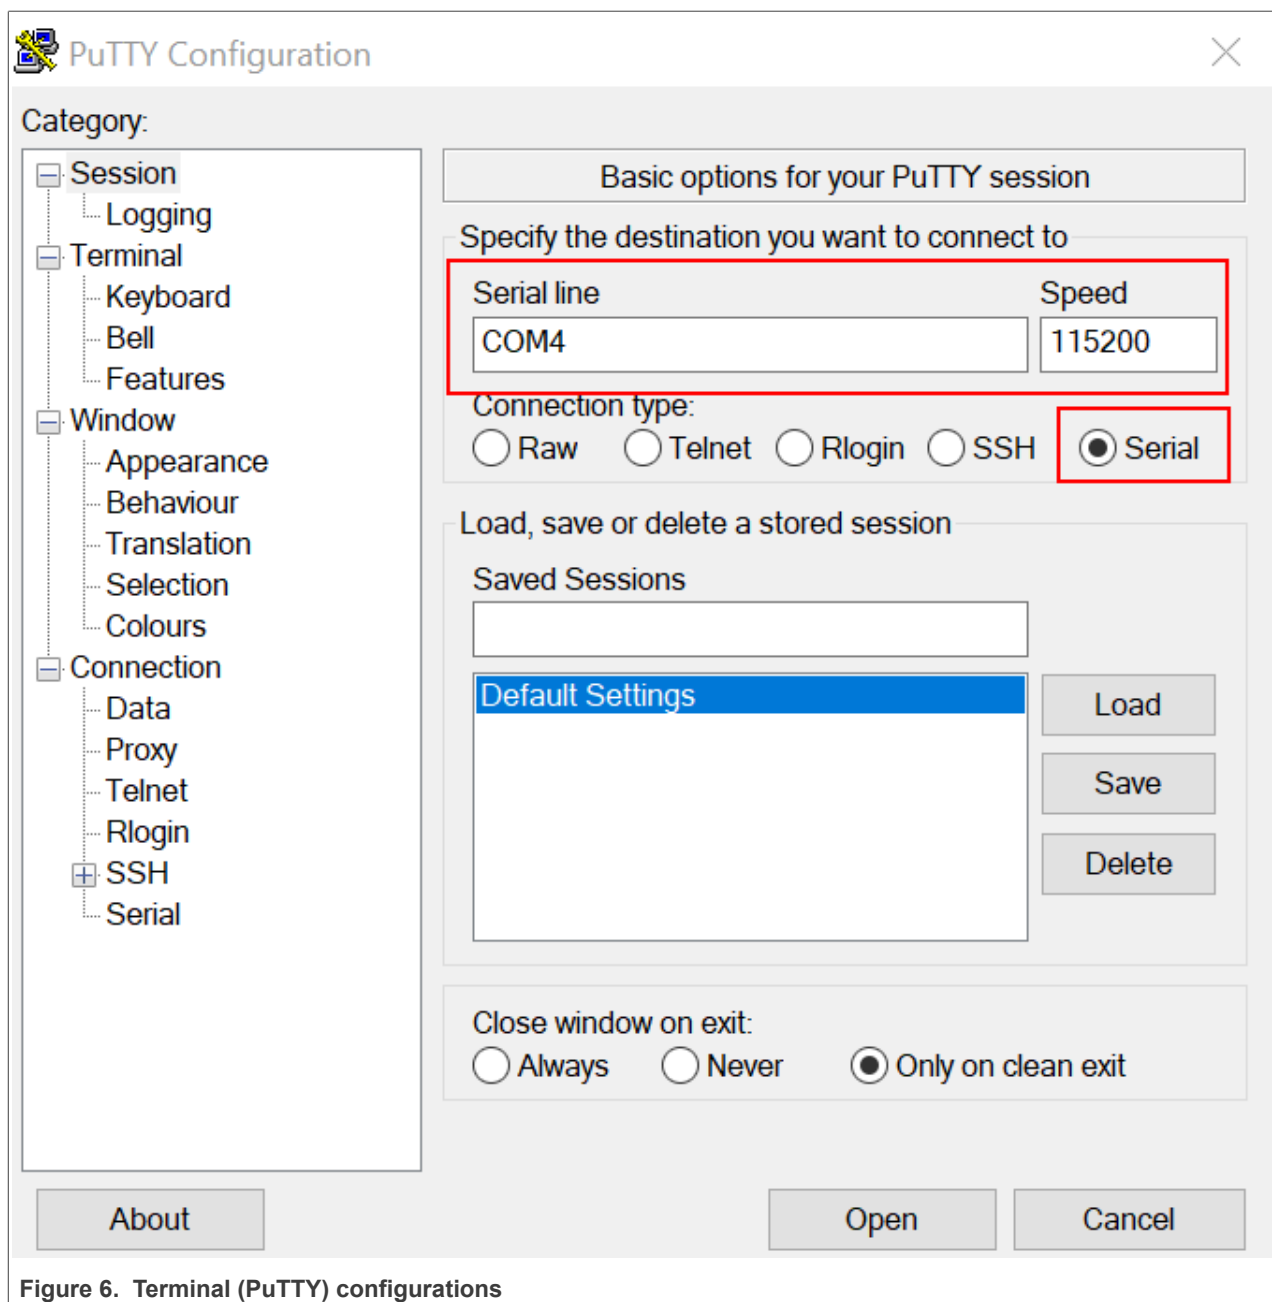 PuTTY Configuration
Category:
Session
Logging
Terminal
Keyboard
Bell
Features
Window
Appearance
Behaviour
Translation
Selection
Colours
Connection
Data
Proxy
Telnet
Rlogin
SSH
Serial
Basic options for your PuTTY session
Specify the destination you want to connect to
Serial line Speed
COM4 115200
Connection type:
Raw Telnet Rlogin SSH Serial
Load, save or delete a stored session
Saved Sessions
Default Settings
Load
Save
Delete
Close window on exit:
Always Never Only on clean exit
About Open Cancel
Figure 6. Terminal (PuTTY) configurations